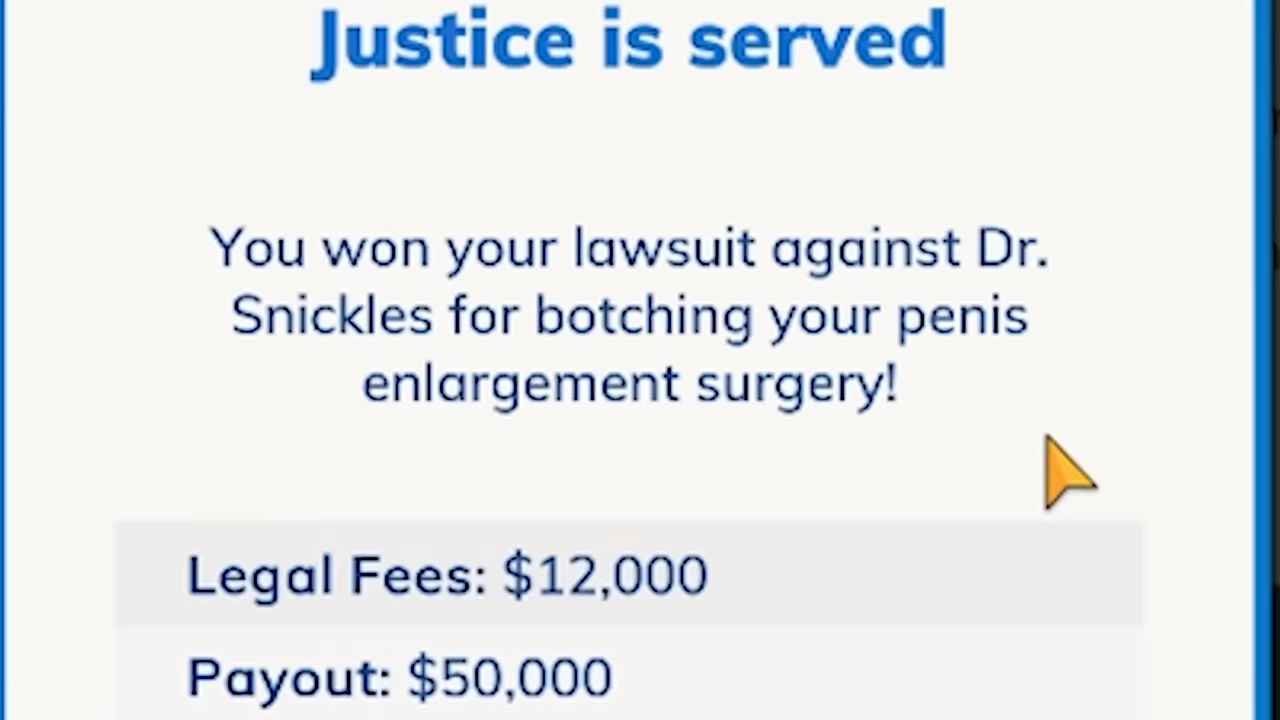 Justice is served
You won your lawsuit against Dr.
Snickles for botching your penis
enlargement surgery!
Legal Fees: $12,000
Payout: $50,000